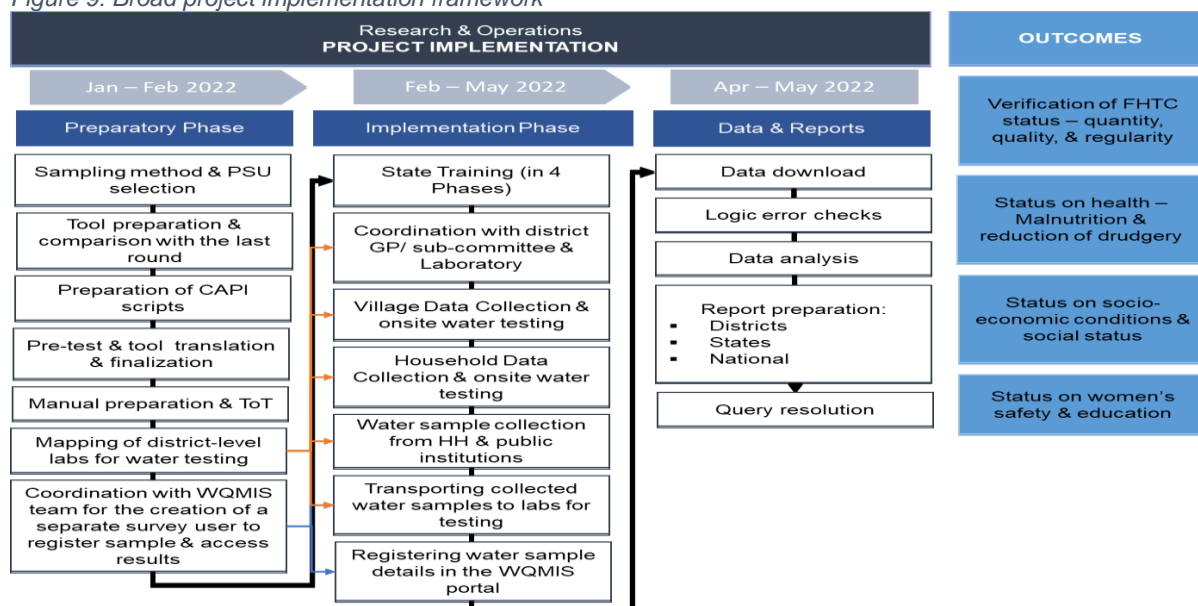 Figure 9: Broad project implementation framework
Research & Operations
PROJECT IMPLEMENTATION
Jan – Feb 2022
Preparatory Phase
Sampling method & PSU
selection
Tool preparation &
comparison with the last
round
Preparation of CAPI
scripts
Pre-test & tool translation
& finalization
Manual preparation & ToT
Mapping of district-level
labs for water testing
Coordination with WQMIS
team for the creation of a
separate survey user to
register sample & access
results
Feb – May 2022
Implementation Phase
State Training (in 4
Phases)
Coordination with district
GP/ sub-committee &
Laboratory
Village Data Collection &
onsite water testing
Household Data
Collection & onsite water
testing
Water sample collection
from HH & public
institutions
Transporting collected
water samples to labs for
testing
Registering water sample
details in the WQMIS
portal
Apr – May 2022
Data & Reports
Data download
Logic error checks
Data analysis
Report preparation:
▪ Districts
▪ States
▪ National
Query resolution
OUTCOMES
Verification of FHTC
status – quantity,
quality, & regularity
Status on health –
Malnutrition &
reduction of drudgery
Status on socio-
economic conditions &
social status
Status on women's
safety & education